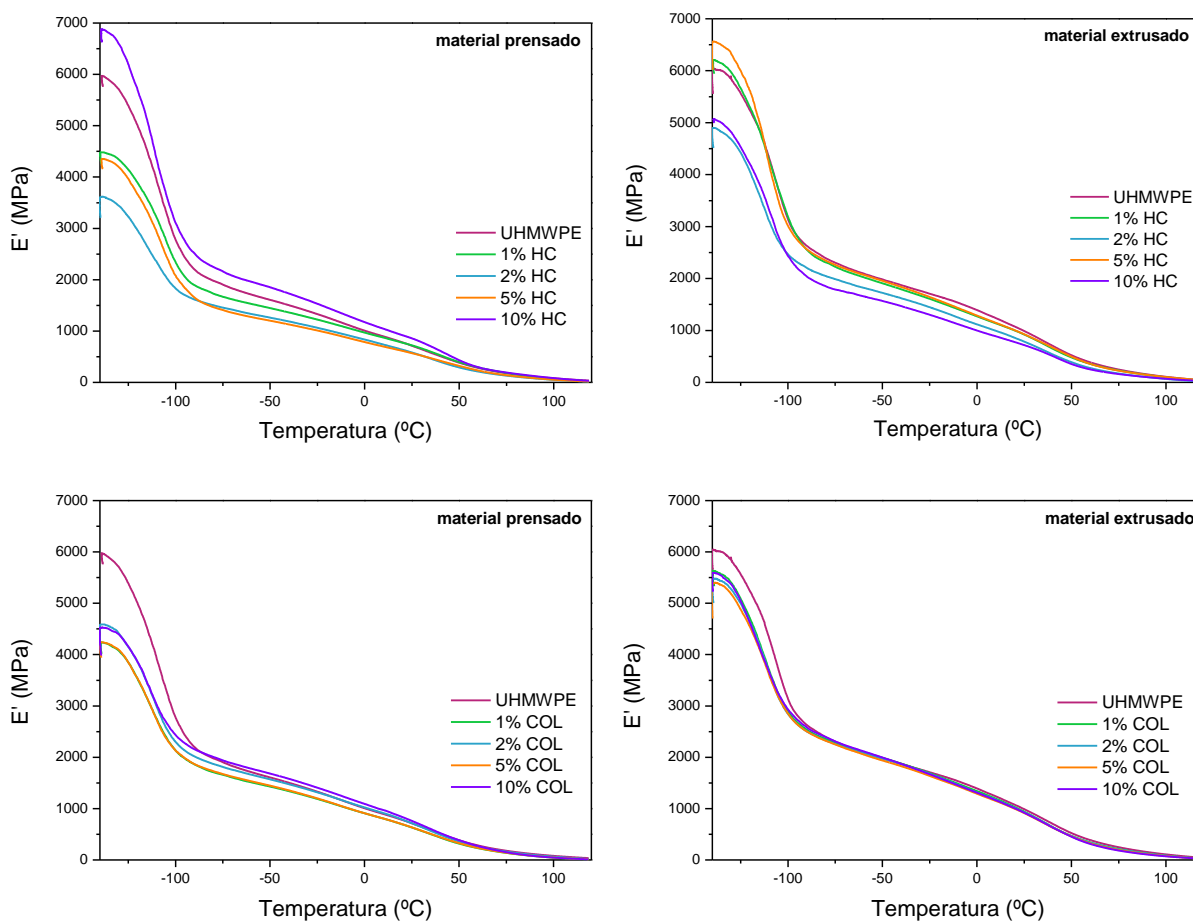 material prensado
E' (MPa)
7000
6000
5000
4000
3000
2000
1000
0
UHMWPE
1% HC
2% HC
5% HC
10% HC
-100
-50
0
50
100
Temperatura (ºC)
material extrusado
E' (MPa)
7000
6000
5000
4000
3000
2000
1000
0
UHMWPE
1% HC
2% HC
5% HC
10% HC
-100
-50
0
50
100
Temperatura (ºC)
material prensado
E' (MPa)
7000
6000
5000
4000
3000
2000
1000
0
UHMWPE
1% COL
2% COL
5% COL
10% COL
-100
-50
0
50
100
Temperatura (ºC)
material extrusado
E' (MPa)
7000
6000
5000
4000
3000
2000
1000
0
UHMWPE
1% COL
2% COL
5% COL
10% COL
-100
-50
0
50
100
Temperatura (ºC)